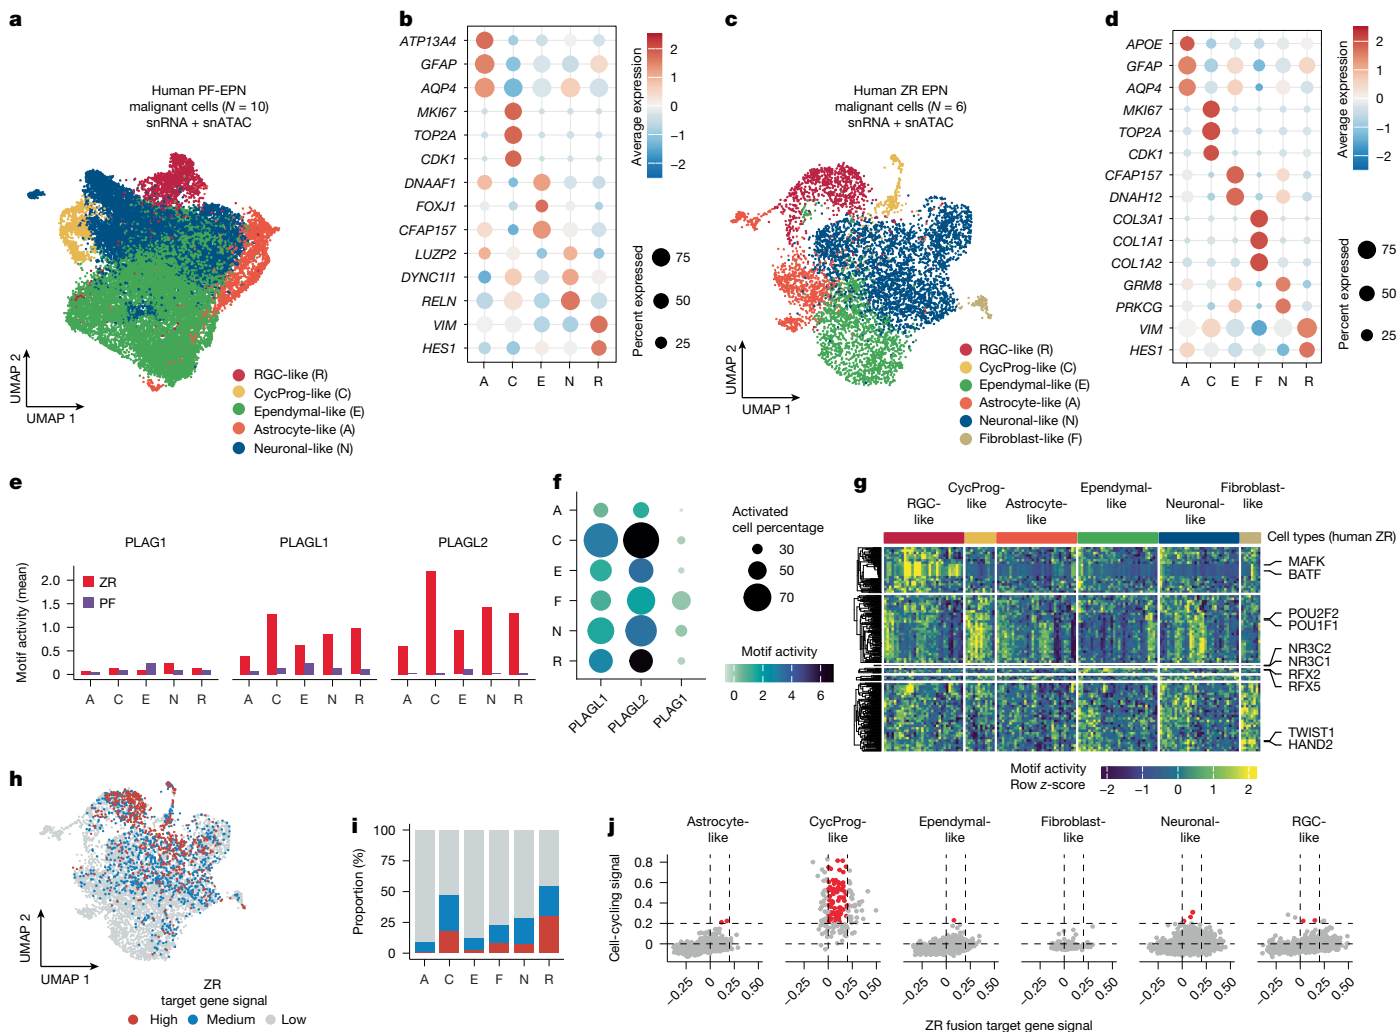 a
Human PF-EPN
malignant cells (N = 10)
snRNA + snATAC
UMAP 2
UMAP 1
RGC-like (R)
CycProg-like (C)
Ependymal-like (E)
Astrocyte-like (A)
Neuronal-like (N)
b
ATP13A4
GFAP
AQP4
MKI67
TOP2A
CDK1
DNAAF1
FOXJ1
CFAP157
LUZP2
DYNC1I1
RELN
VIM
HES1
A C E N R
Average expression
2
1
0
−1
−2
Percent expressed
75
50
25
c
Human ZR EPN
malignant cells (N = 6)
snRNA + snATAC
UMAP 2
UMAP 1
RGC-like (R)
CycProg-like (C)
Ependymal-like (E)
Astrocyte-like (A)
Neuronal-like (N)
Fibroblast-like (F)
d
APOE
GFAP
AQP4
MKI67
TOP2A
CDK1
CFAP157
DNAH12
COL3A1
COL1A1
COL1A2
GRM8
PRKCG
VIM
HES1
A C E F N R
Average expression
2
1
0
−1
−2
Percent expressed
75
50
25
e
PLAG1 PLAGL1 PLAGL2
Motif activity (mean)
2.0
1.5
1.0
0.5
0
ZR
PF
A C E N R A C E N R A C E N R
f
A
C
E
F
N
R
PLAGL1 PLAGL2 PLAG1
Activated
cell percentage
30
50
70
Motif activity
0 2 4 6
g
RGC-
like
CycProg-
like
Astrocyte-
like
Ependymal-
like
Neuronal-
like
Fibroblast-
like
Cell types (human ZR)
MAFK
BATF
POU2F2
POU1F1
NR3C2
NR3C1
RFX2
RFX5
TWIST1
HAND2
Motif activity
Row z-score
−2 −1 0 1 2
h
UMAP 2
UMAP 1
ZR
target gene signal
High Medium Low
i
Proportion (%)
100
75
50
25
0
A C E F N R
j
Astrocyte-
like
CycProg-
like
Ependymal-
like
Fibroblast-
like
Neuronal-
like
RGC-
like
Cell-cycling signal
0.8
0.6
0.4
0.2
0
−0.25 0 0.25 0.50 −0.25 0 0.25 0.50 −0.25 0 0.25 0.50 −0.25 0 0.25 0.50 −0.25 0 0.25 0.50 −0.25 0 0.25 0.50
ZR fusion target gene signal